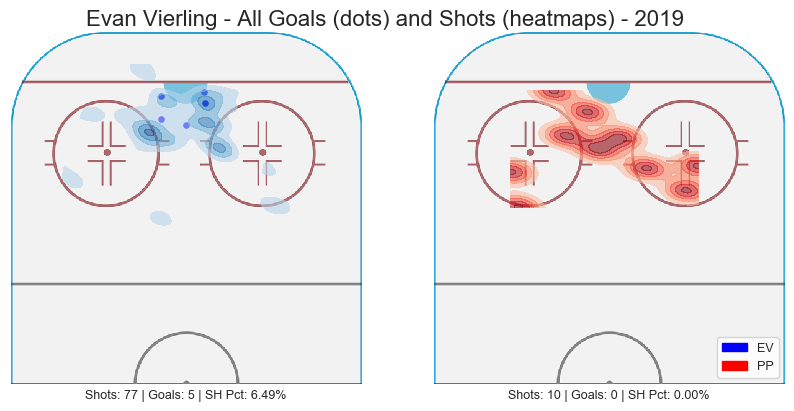 Evan Vierling - All Goals (dots) and Shots (heatmaps) - 2019
EV
PP
Shots: 77 | Goals: 5 | SH Pct: 6.49%
Shots: 10 | Goals: 0 | SH Pct: 0.00%